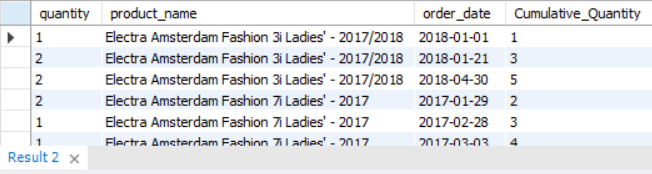 quantity product_name order_date Cumulative_Quantity
1 Electra Amsterdam Fashion 3i Ladies' - 2017/2018 2018-01-01 1
2 Electra Amsterdam Fashion 3i Ladies' - 2017/2018 2018-01-21 3
2 Electra Amsterdam Fashion 3i Ladies' - 2017/2018 2018-04-30 5
2 Electra Amsterdam Fashion 7i Ladies' - 2017 2017-01-29 2
1 Electra Amsterdam Fashion 7i Ladies' - 2017 2017-02-28 3
1 Electra Amsterdam Fashion 7i Ladies' - 2017 2017-03-03 4
Result 2 ×